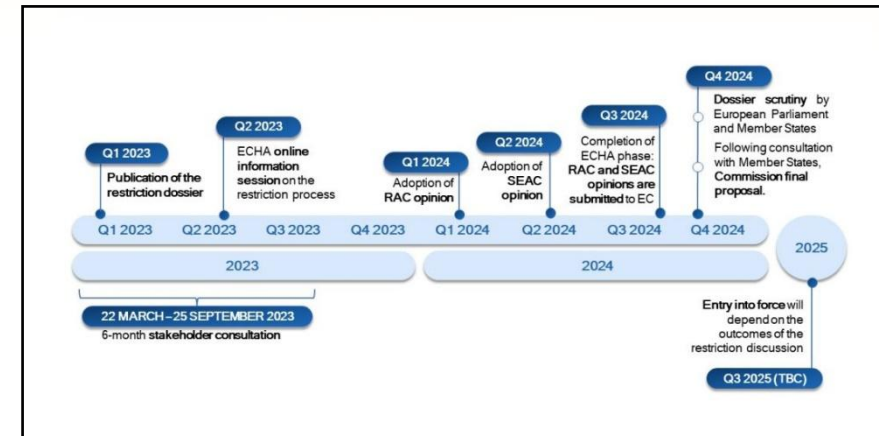 Q1 2023
Publication of the
restriction dossier
Q2 2023
ECHA online
information
session on the
restriction process
Q1 2024
Adoption of
RAC opinion
Q2 2024
Adoption of
SEAC
opinion
Q3 2024
Completion of
ECHA phase:
RAC and SEAC
opinions are
submitted to EC
Q4 2024
Dossier scrutiny by
European Parliament
and Member States
Following consultation
with Member States,
Commission final
proposal.
Q1 2023 Q2 2023 Q3 2023 Q4 2023 Q1 2024 Q2 2024 Q3 2024 Q4 2024
2025
2023 2024
22 MARCH–25 SEPTEMBER 2023
6-month stakeholder consultation
Entry into force will
depend on the
outcomes of the
restriction discussion
Q3 2025 (TBC)